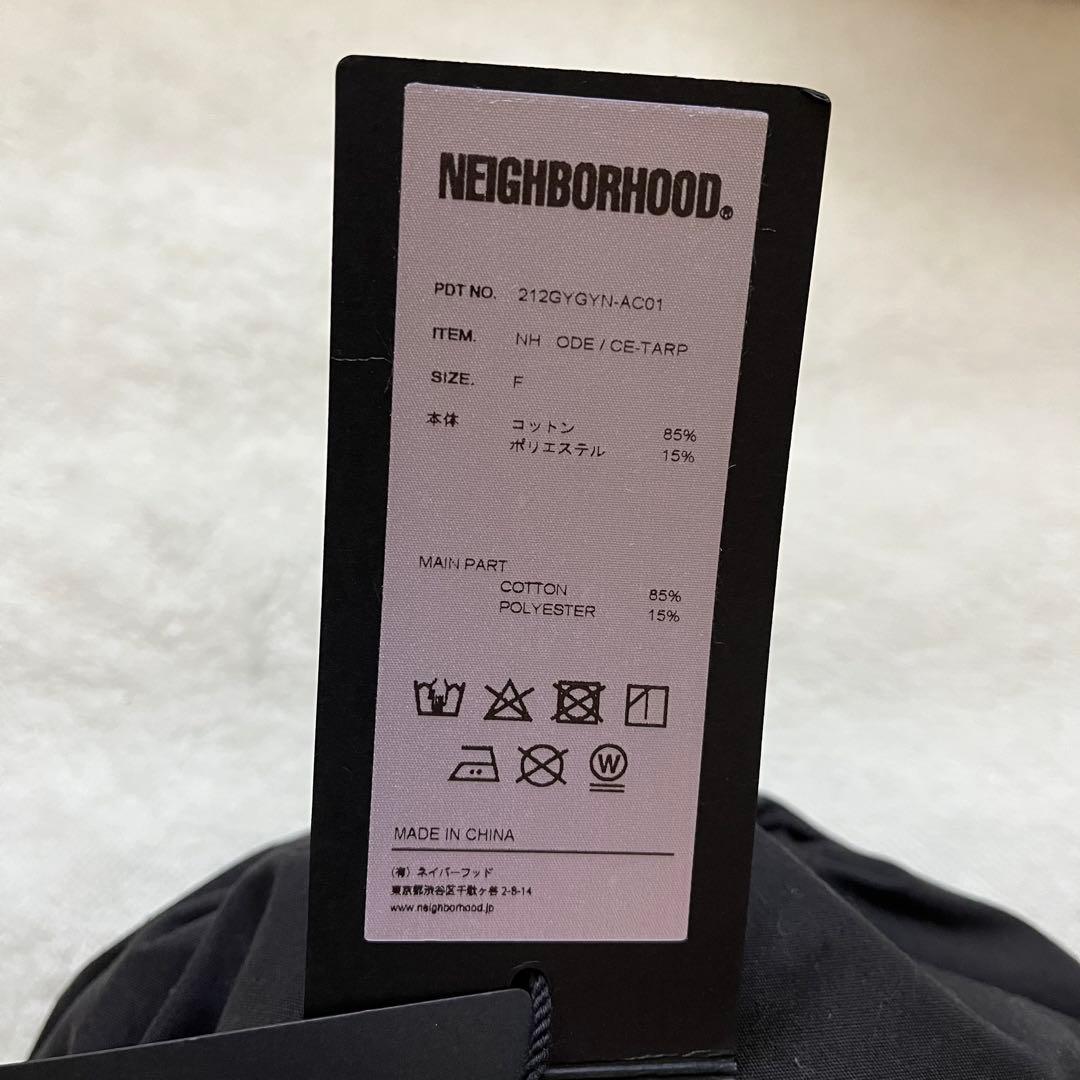 NEIGHBORHOOD®
PDT NO. 212GYGYN-AC01
ITEM. NH ODE / CE-TARP
SIZE. F
本体 コットン 85%
ポリエステル 15%
MAIN PART
COTTON 85%
POLYESTER 15%
W
MADE IN CHINA
(有) ネイバーフッド
東京都渋谷区千駄ヶ谷 2-8-14
www.neighborhood.jp